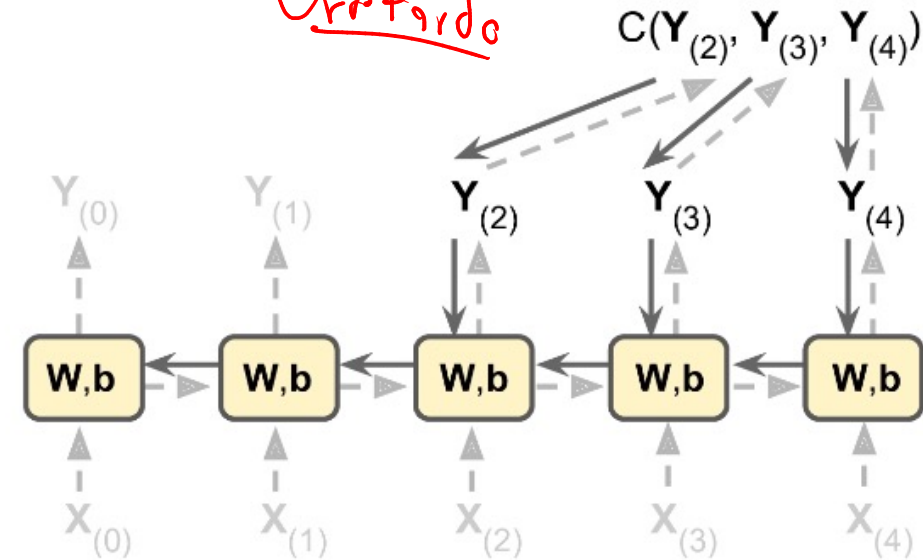 C(Y(2), Y(3), Y(4))
Y(0) Y(1) Y(2) Y(3) Y(4)
W,b W,b W,b W,b W,b
X(0) X(1) X(2) X(3) X(4)